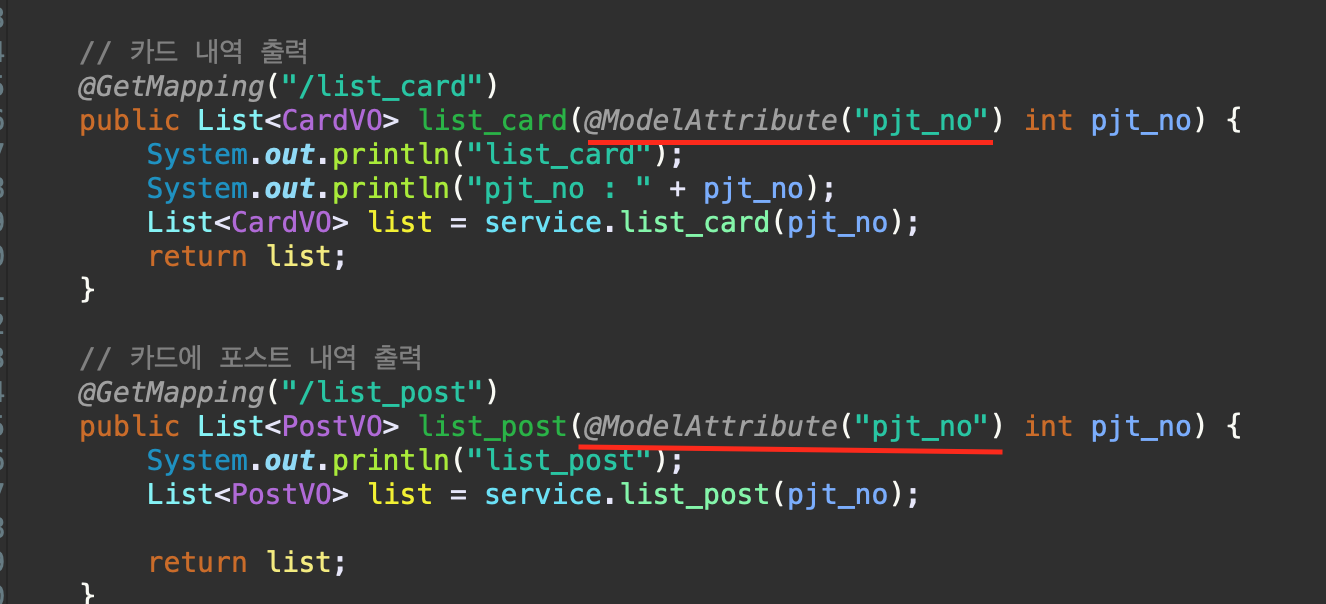 // 카드 내역 출력
@GetMapping("/list_card")
public List<CardVO> list_card(@ModelAttribute("pjt_no") int pjt_no) {
System.out.println("list_card");
System.out.println("pjt_no : " + pjt_no);
List<CardVO> list = service.list_card(pjt_no);
return list;
}
// 카드에 포스트 내역 출력
@GetMapping("/list_post")
public List<PostVO> list_post(@ModelAttribute("pjt_no") int pjt_no) {
System.out.println("list_post");
List<PostVO> list = service.list_post(pjt_no);
return list;
}